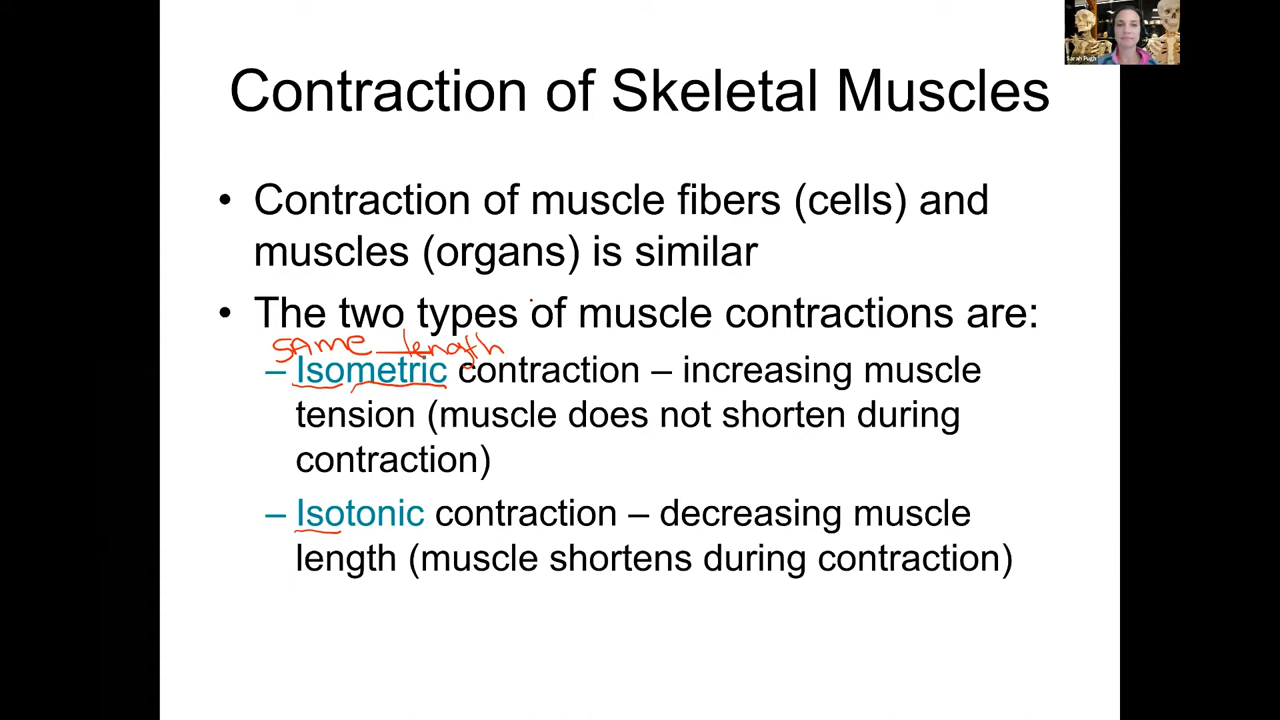 Sarah Pugh
Contraction of Skeletal Muscles
• Contraction of muscle fibers (cells) and
muscles (organs) is similar
• The two types of muscle contractions are:
SAME length
– Isometric contraction – increasing muscle
tension (muscle does not shorten during
contraction)
– Isotonic contraction – decreasing muscle
length (muscle shortens during contraction)